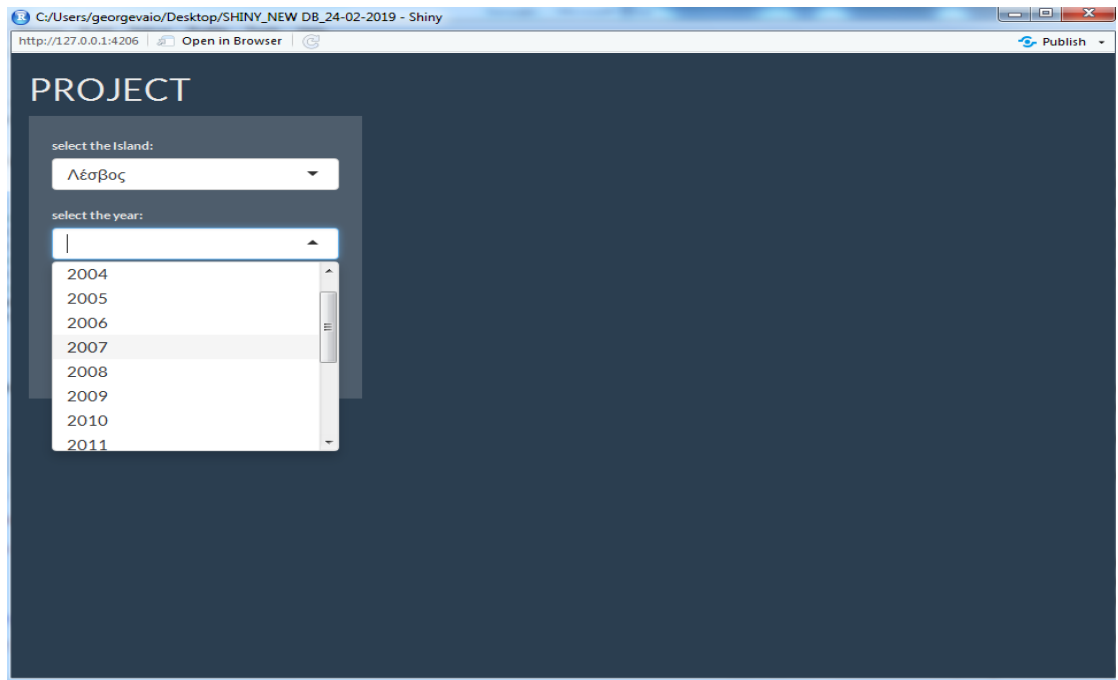 C:/Users/georgevaio/Desktop/SHINY_NEW DB_24-02-2019 - Shiny
http://127.0.0.1:4206 Open in Browser Publish
PROJECT
select the Island:
Λέσβος
select the year:
2004
2005
2006
2007
2008
2009
2010
2011